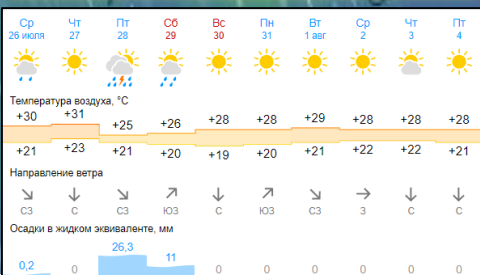 Ср Чт Пт Сб Вс Пн Вт Ср Чт Пт
26 июля 27 28 29 30 31 1 авг 2 3 4
Температура воздуха, °C
+30 +31 +25 +26 +28 +28 +29 +28 +28 +28
+21 +23 +21 +20 +19 +20 +21 +22 +22 +21
Направление ветра
СЗ С СЗ ЮЗ С ЮЗ СЗ З С С
Осадки в жидком эквиваленте, мм
0,2 0 26,3 11 0 0 0 0 0 0